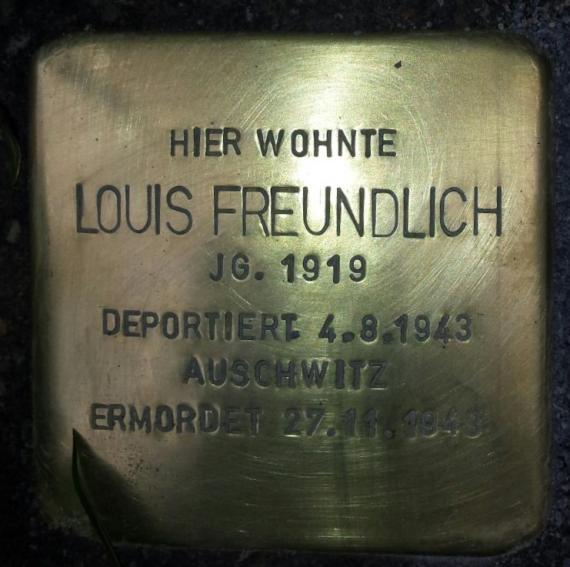 HIER WOHNTE
LOUIS FREUNDLICH
JG. 1919
DEPORTIERT 4.8.1943
AUSCHWITZ
ERMORDET 27.11.1943